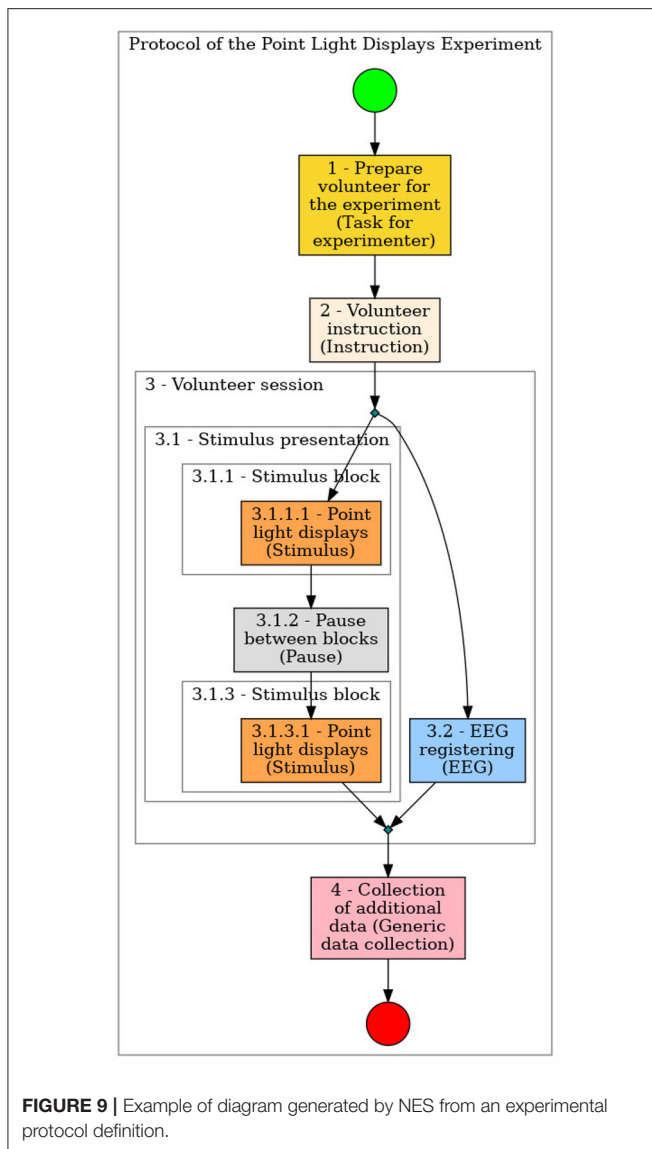 Protocol of the Point Light Displays Experiment
1 - Prepare
volunteer for
the experiment
(Task for
experimenter)
2 - Volunteer
instruction
(Instruction)
3 - Volunteer session
3.1 - Stimulus presentation
3.1.1 - Stimulus block
3.1.1.1 - Point
light displays
(Stimulus)
3.1.2 - Pause
between blocks
(Pause)
3.1.3 - Stimulus block
3.1.3.1 - Point
light displays
(Stimulus)
3.2 - EEG
registering
(EEG)
4 - Collection
of additional
data (Generic
data collection)
FIGURE 9 | Example of diagram generated by NES from an experimental
protocol definition.